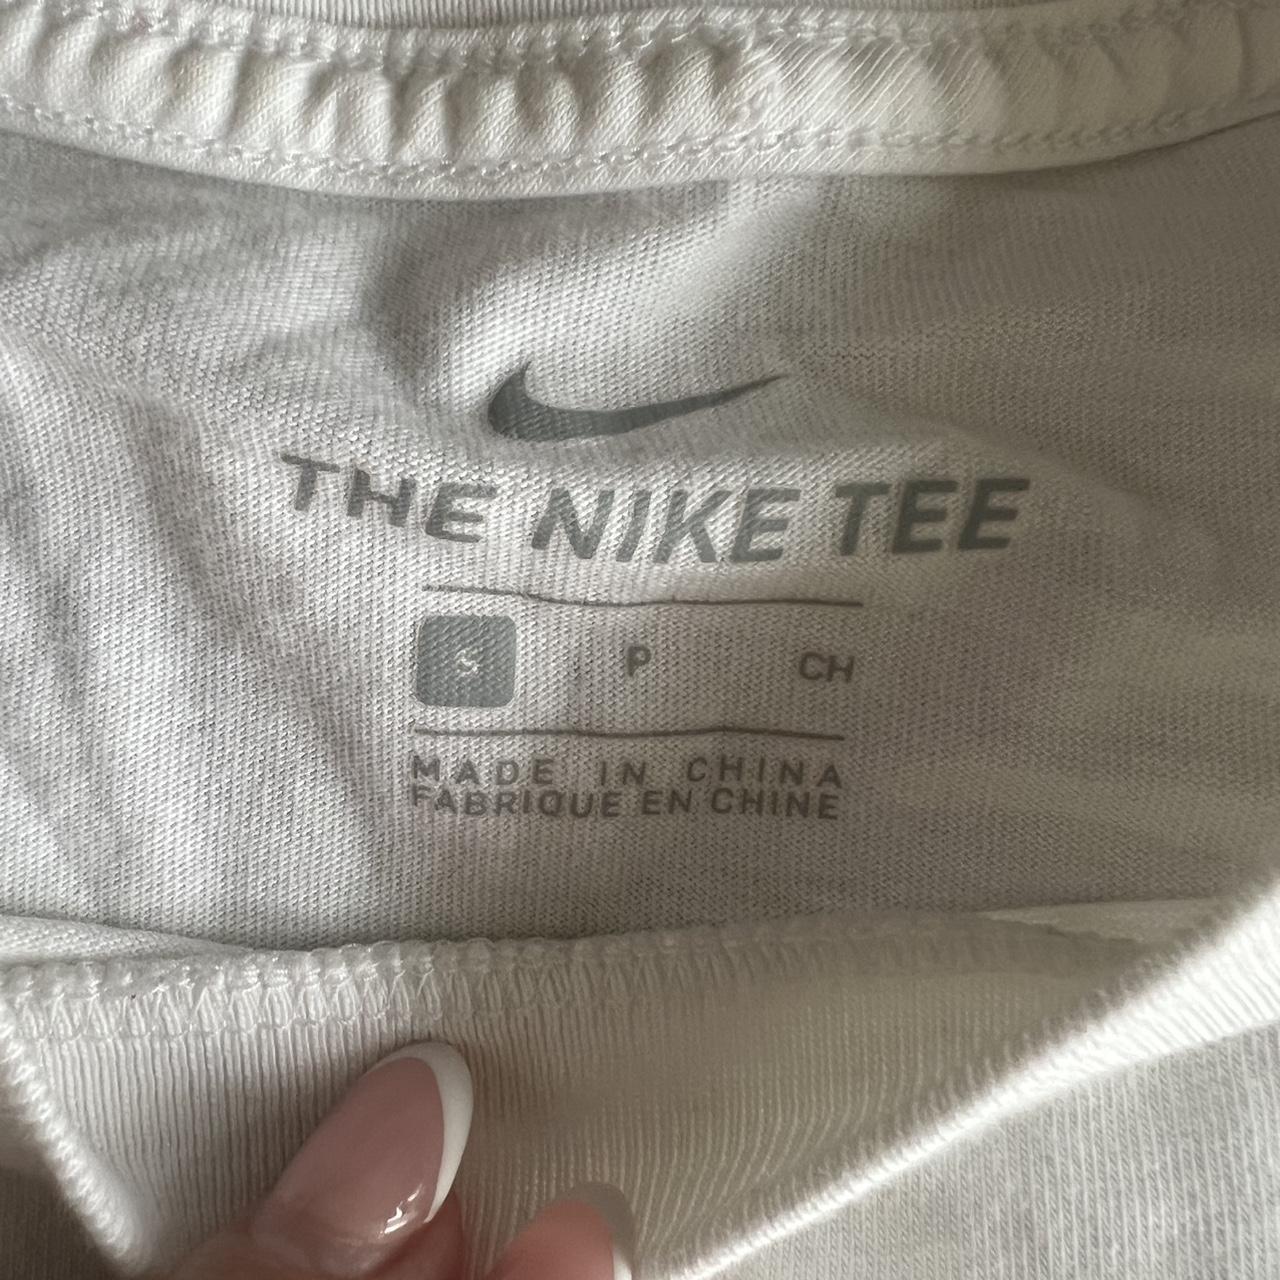 THE NIKE TEE
S P CH
MADE IN CHINA
FABRIQUE EN CHINE